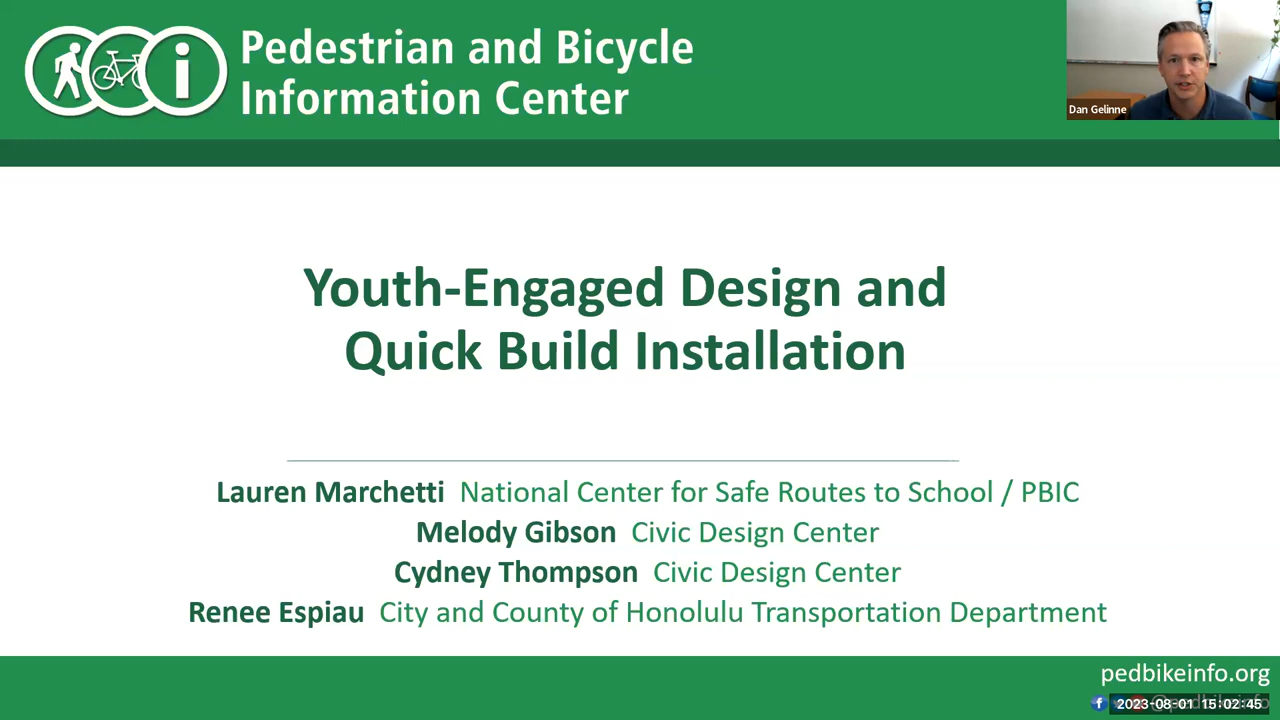 Pedestrian and Bicycle
Information Center
Dan Gelinne
Youth-Engaged Design and
Quick Build Installation
Lauren Marchetti National Center for Safe Routes to School / PBIC
Melody Gibson Civic Design Center
Cydney Thompson Civic Design Center
Renee Espiau City and County of Honolulu Transportation Department
pedbikeinfo.org
2023-08-01 15:02:45